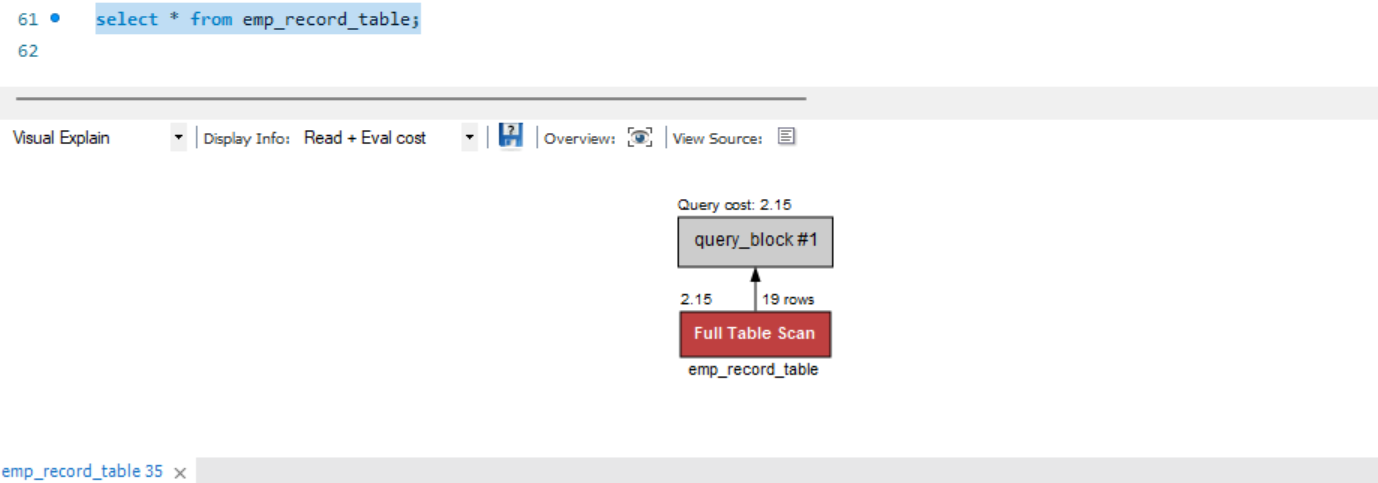 61 select * from emp_record_table;
62
Visual Explain Display Info: Read + Eval cost Overview: View Source:
Query cost: 2.15
query_block #1
2.15 19 rows
Full Table Scan
emp_record_table
emp_record_table 35 ×